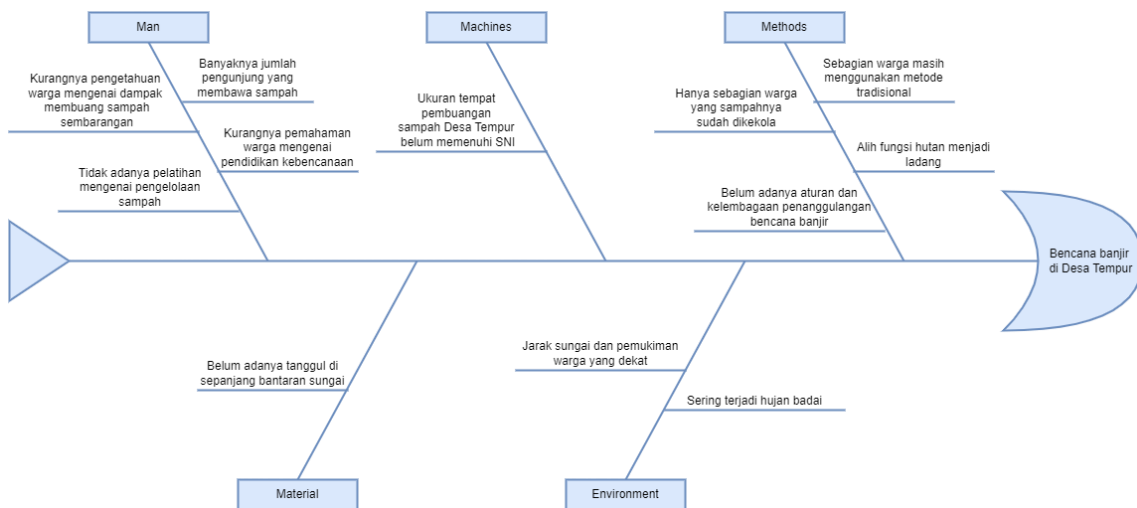 Man
Machines
Methods
Banyaknya jumlah
pengunjung yang
membawa sampah
Kurangnya pengetahuan
warga mengenai dampak
membuang sampah
sembarangan
Kurangnya pemahaman
warga mengenai
pendidikan kebencanaan
Tidak adanya pelatihan
mengenai pengelolaan
sampah
Ukuran tempat
pembuangan
sampah Desa Tempur
belum memenuhi SNI
Sebagian warga masih
menggunakan metode
tradisional
Hanya sebagian warga
yang sampahnya
sudah dikekola
Alih fungsi hutan menjadi
ladang
Belum adanya aturan dan
kelembagaan penanggulangan
bencana banjir
Bencana banjir
di Desa Tempur
Belum adanya tanggul di
sepanjang bantaran sungai
Jarak sungai dan pemukiman
warga yang dekat
Sering terjadi hujan badai
Material
Environment